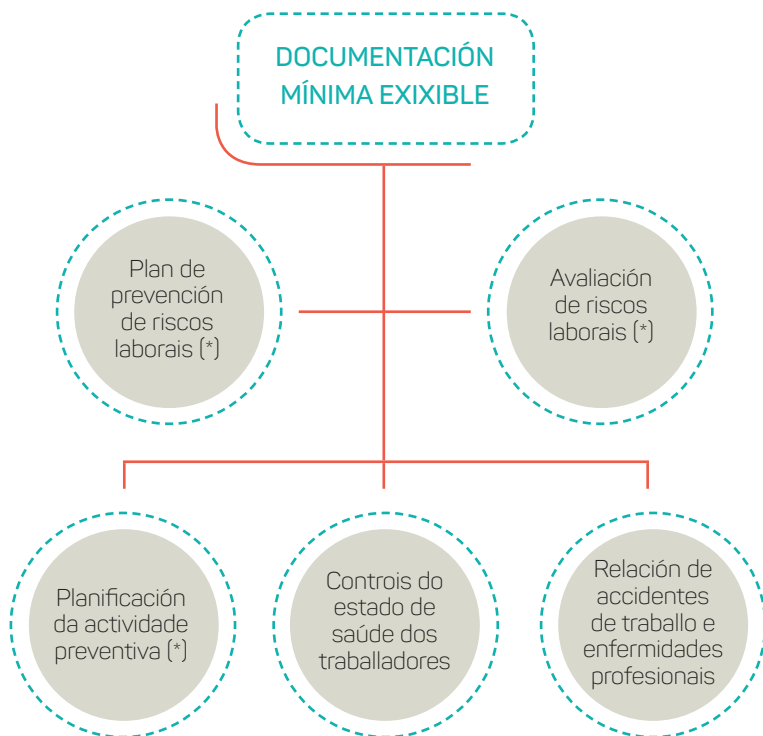 DOCUMENTACIÓN
MÍNIMA EXIXIBLE
Plan de
prevención
de riscos
laborais (*)
Avaliación
de riscos
laborais (*)
Planificación
da actividade
preventiva (*)
Controis do
estado de
saúde dos
traballadores
Relación de
accidentes
de traballo e
enfermidades
profesionais